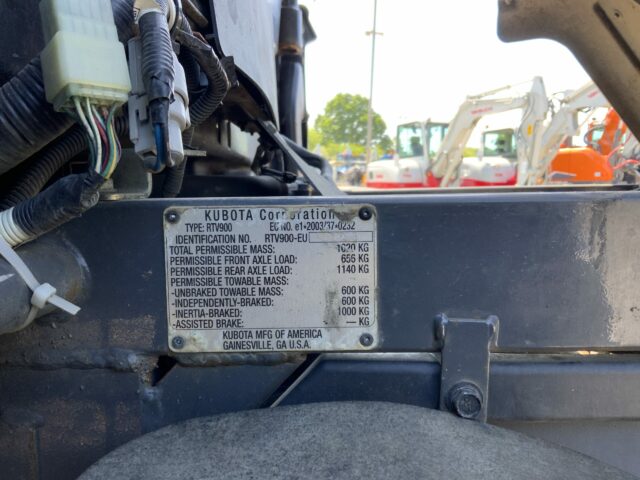 KUBOTA Corporation
TYPE: RTV900 EC NO. e1*2003/37*0232
IDENTIFICATION NO. RTV900-EU
TOTAL PERMISSIBLE MASS: 1620 KG
PERMISSIBLE FRONT AXLE LOAD: 655 KG
PERMISSIBLE REAR AXLE LOAD: 1140 KG
PERMISSIBLE TOWABLE MASS:
-UNBRAKED TOWABLE MASS: 600 KG
-INDEPENDENTLY-BRAKED: 600 KG
-INERTIA-BRAKED: 1000 KG
-ASSISTED BRAKE: — KG
KUBOTA MFG OF AMERICA
GAINESVILLE, GA U.S.A.